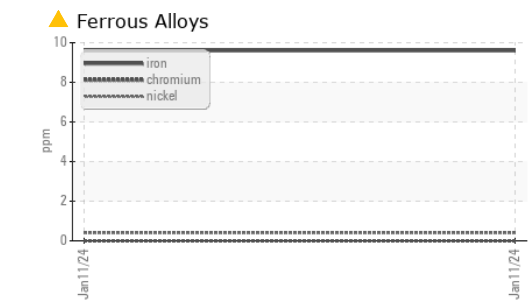 Ferrous Alloys
10
8
6
4
2
0
ppm
iron
chromium
nickel
Jan11/24
Jan11/24